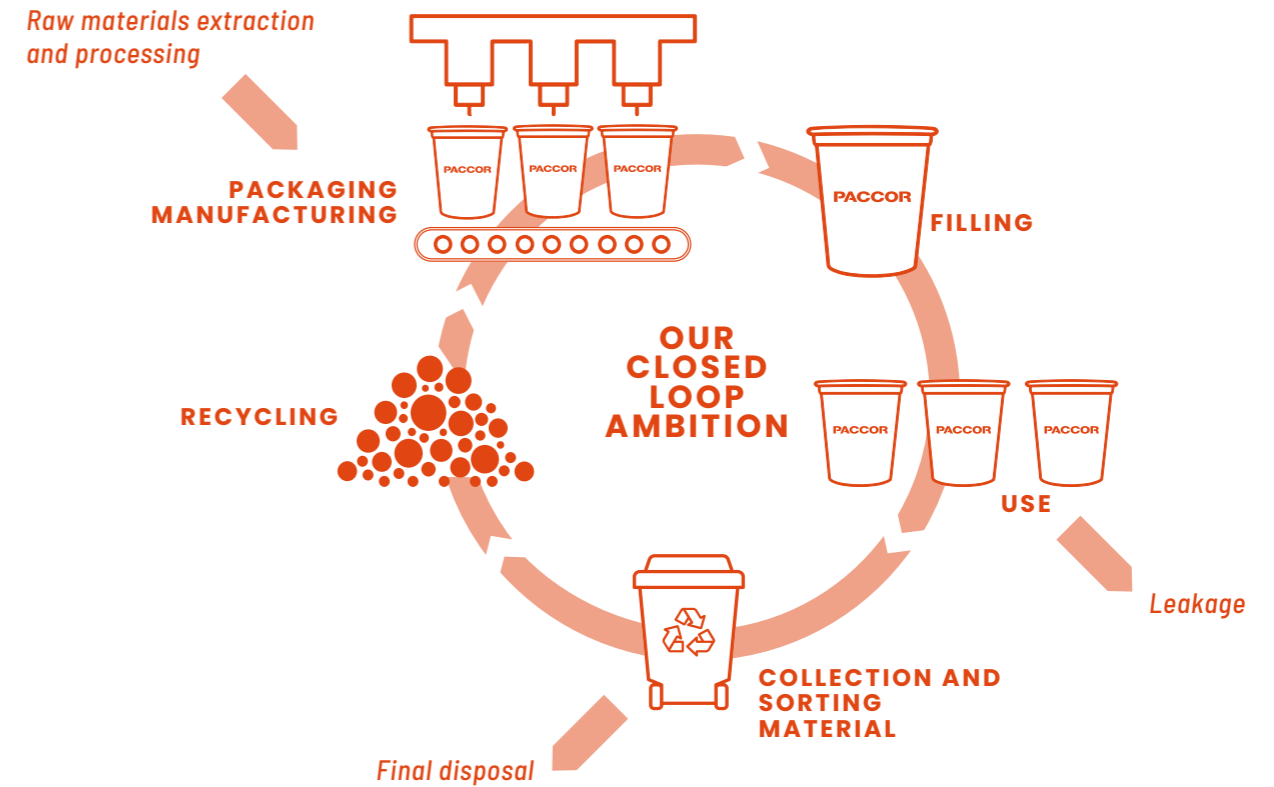 Raw materials extraction
and processing
PACCOR
PACCOR
PACCOR
PACKAGING
MANUFACTURING
PACCOR
FILLING
OUR
CLOSED
LOOP
AMBITION
RECYCLING
PACCOR
PACCOR
PACCOR
USE
Leakage
COLLECTION AND
SORTING
MATERIAL
Final disposal